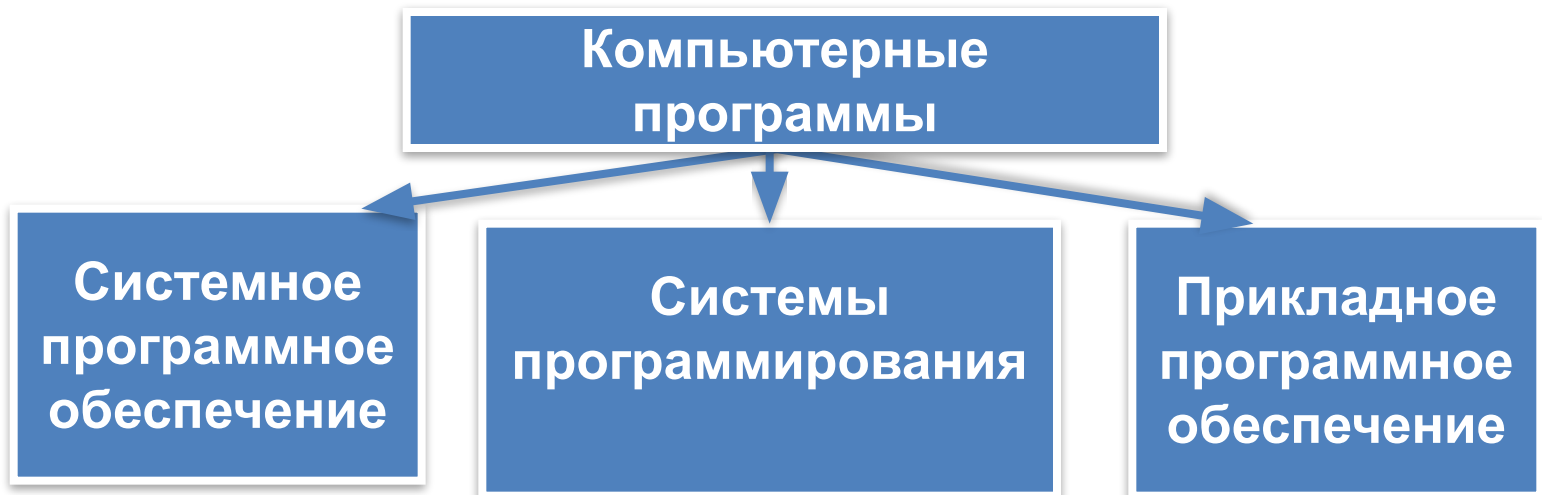 Компьютерные
программы
Системное
программное
обеспечение
Системы
программирования
Прикладное
программное
обеспечение